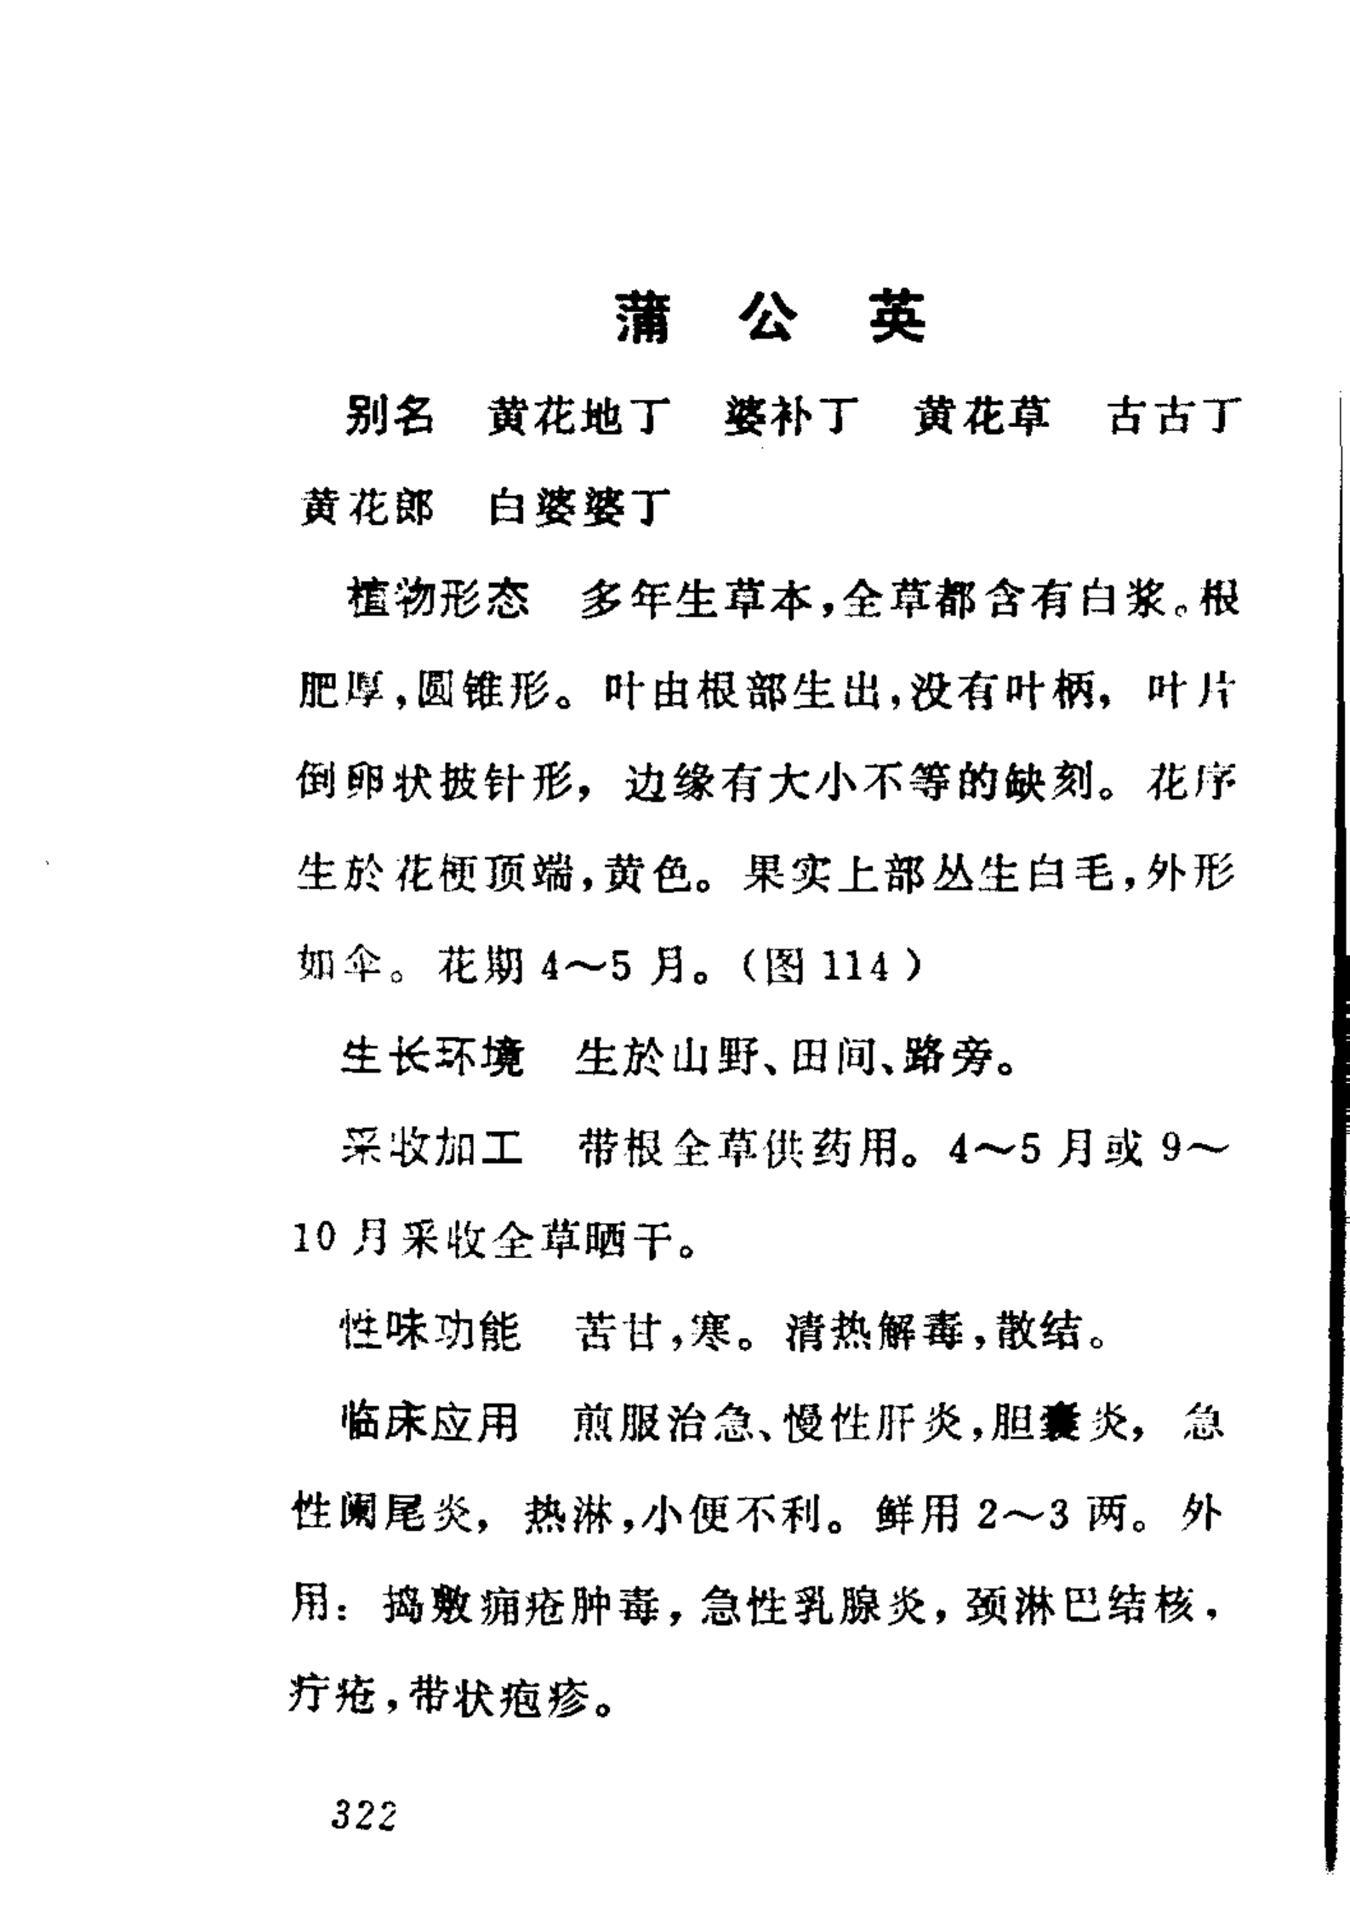 蒲公英
别名　黄花地丁　婆补丁　黄花草　古古丁
黄花郎　白婆婆丁
植物形态　多年生草本，全草都含有白浆。根
肥厚，圆锥形。叶由根部生出，没有叶柄，叶片
倒卵状披针形，边缘有大小不等的缺刻。花序
生於花梗顶端，黄色。果实上部丛生白毛，外形
如伞。花期4～5月。（图114）
生长环境　生於山野、田间、路旁。
采收加工　带根全草供药用。4～5月或9～
10月采收全草晒干。
性味功能　苦甘，寒。清热解毒，散结。
临床应用　煎服治急、慢性肝炎，胆囊炎，急
性阑尾炎，热淋，小便不利。鲜用2～3两。外
用：捣敷痈疮肿毒，急性乳腺炎，颈淋巴结核，
疔疮，带状疱疹。
322